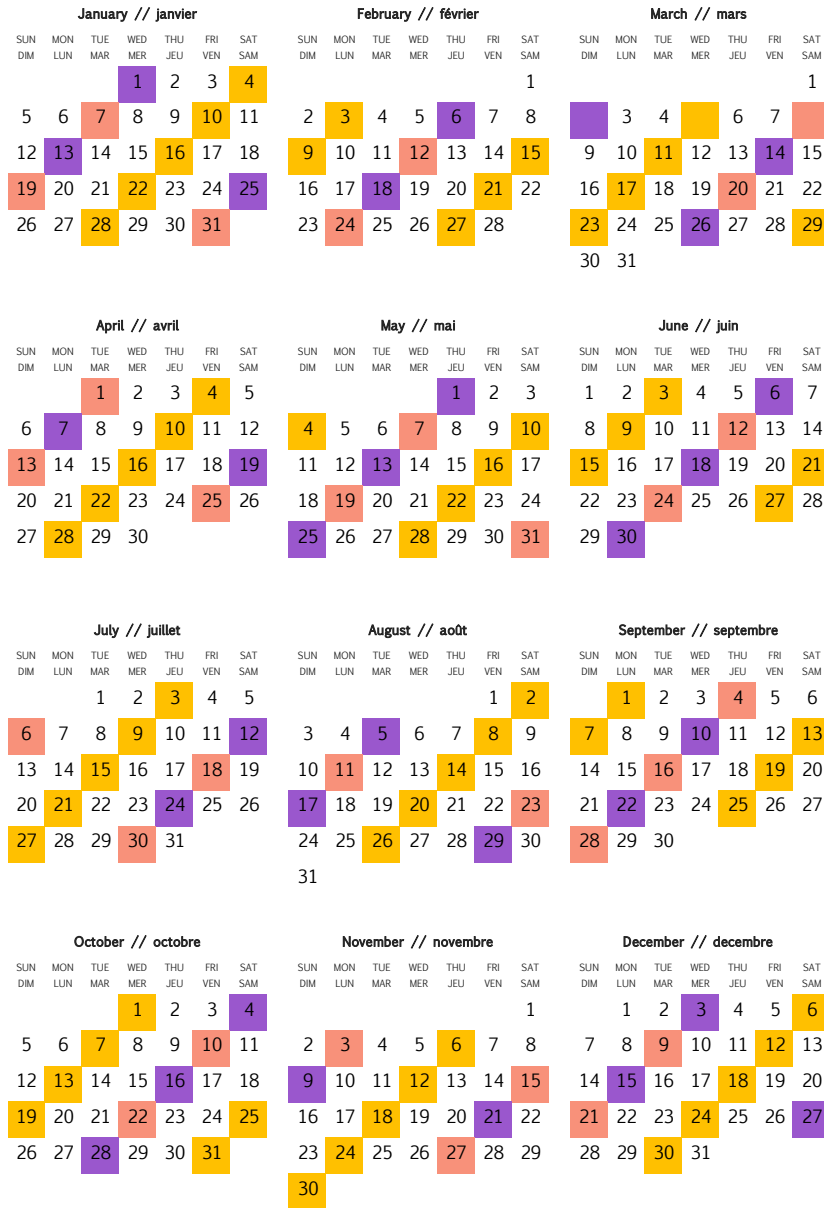 January // janvier
SUN MON TUE WED THU FRI SAT
DIM LUN MAR MER JEU VEN SAM
1 2 3 4
5 6 7 8 9 10 11
12 13 14 15 16 17 18
19 20 21 22 23 24 25
26 27 28 29 30 31
February // février
SUN MON TUE WED THU FRI SAT
DIM LUN MAR MER JEU VEN SAM
1
2 3 4 5 6 7 8
9 10 11 12 13 14 15
16 17 18 19 20 21 22
23 24 25 26 27 28
March // mars
SUN MON TUE WED THU FRI SAT
DIM LUN MAR MER JEU VEN SAM
1
3 4 6 7
9 10 11 12 13 14 15
16 17 18 19 20 21 22
23 24 25 26 27 28 29
30 31
April // avril
SUN MON TUE WED THU FRI SAT
DIM LUN MAR MER JEU VEN SAM
1 2 3 4 5
6 7 8 9 10 11 12
13 14 15 16 17 18 19
20 21 22 23 24 25 26
27 28 29 30
May // mai
SUN MON TUE WED THU FRI SAT
DIM LUN MAR MER JEU VEN SAM
1 2 3
4 5 6 7 8 9 10
11 12 13 14 15 16 17
18 19 20 21 22 23 24
25 26 27 28 29 30 31
June // juin
SUN MON TUE WED THU FRI SAT
DIM LUN MAR MER JEU VEN SAM
1 2 3 4 5 6 7
8 9 10 11 12 13 14
15 16 17 18 19 20 21
22 23 24 25 26 27 28
29 30
July // juillet
SUN MON TUE WED THU FRI SAT
DIM LUN MAR MER JEU VEN SAM
1 2 3 4 5
6 7 8 9 10 11 12
13 14 15 16 17 18 19
20 21 22 23 24 25 26
27 28 29 30 31
August // août
SUN MON TUE WED THU FRI SAT
DIM LUN MAR MER JEU VEN SAM
1 2
3 4 5 6 7 8 9
10 11 12 13 14 15 16
17 18 19 20 21 22 23
24 25 26 27 28 29 30
31
September // septembre
SUN MON TUE WED THU FRI SAT
DIM LUN MAR MER JEU VEN SAM
1 2 3 4 5 6
7 8 9 10 11 12 13
14 15 16 17 18 19 20
21 22 23 24 25 26 27
28 29 30
October // octobre
SUN MON TUE WED THU FRI SAT
DIM LUN MAR MER JEU VEN SAM
1 2 3 4
5 6 7 8 9 10 11
12 13 14 15 16 17 18
19 20 21 22 23 24 25
26 27 28 29 30 31
November // novembre
SUN MON TUE WED THU FRI SAT
DIM LUN MAR MER JEU VEN SAM
1
2 3 4 5 6 7 8
9 10 11 12 13 14 15
16 17 18 19 20 21 22
23 24 25 26 27 28 29
30
December // decembre
SUN MON TUE WED THU FRI SAT
DIM LUN MAR MER JEU VEN SAM
1 2 3 4 5 6
7 8 9 10 11 12 13
14 15 16 17 18 19 20
21 22 23 24 25 26 27
28 29 30 31